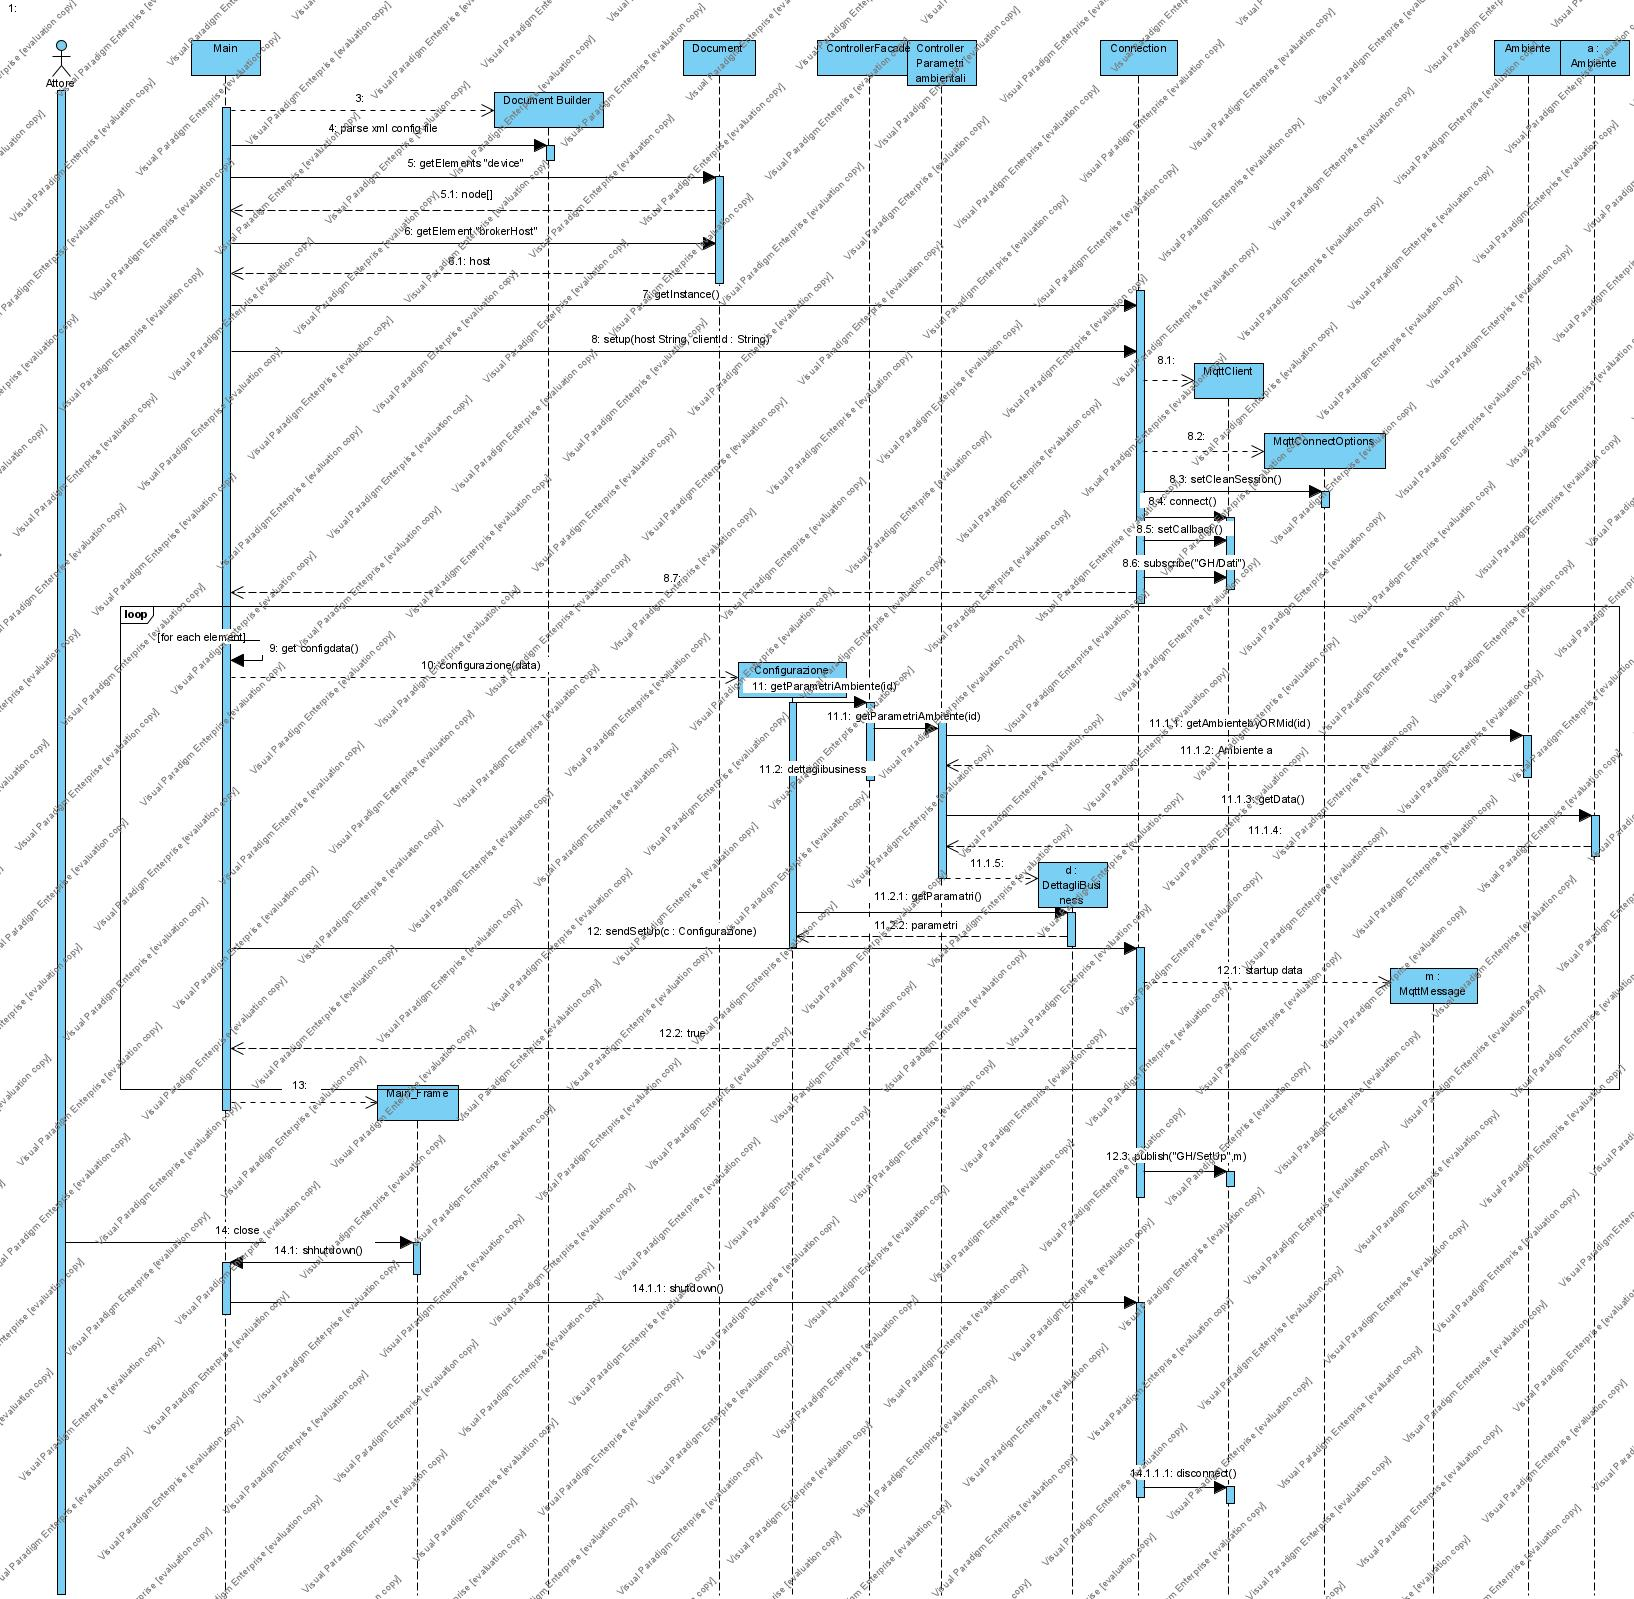 1:
Attore
Main
Document
ControllerFacade
Controller
Parametri
ambientali
Connection
Ambiente
a :
Ambiente
3:
Document Builder
4: parse xml config file
5: getElements "device"
5.1: node[]
6: getElement "brokerHost"
6.1: host
7: getInstance()
8: setup(host String, clientId : String)
8.1:
MqttClient
8.2:
MqttConnectOptions
8.3: setCleanSession()
8.4: connect()
8.5: setCallback()
8.6: subscribe("GH/Dati")
8.7:
loop
[for each element]
9: get configdata()
10: configurazione(data)
Configurazione
11: getParametriAmbiente(id)
11.1: getParametriAmbiente(id)
11.1.1: getAmbientebyORMid(id)
11.1.2: Ambiente a
11.2: dettaglibusiness
11.1.3: getData()
11.1.4:
11.1.5:
d :
DettagliBusi
ness
11.2.1: getParamatri()
11.2.2: parametri
12: sendSetUp(c : Configurazione)
12.1: startup data
m :
MqttMessage
12.2: true
13:
Main_Frame
12.3: publish("GH/SetUp",m)
14: close
14.1: shhutdown()
14.1.1: shutdown()
14.1.1.1: disconnect()
Visual Paradigm Enterprise [evaluation copy]